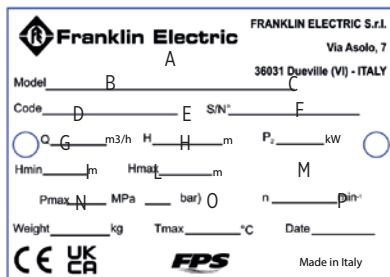 Franklin Electric
FRANKLIN ELECTRIC S.r.l.
Via Asolo, 7
36031 Dueville (VI) - ITALY
A
Model B C
Code D E S/N° F
Q G m3/h H H m P₂ kW
Hmin I m Hmax L m M
Pmax N MPa bar) O n P min⁻¹
Weight kg Tmax °C Date
CE UK CA FPS Made in Italy